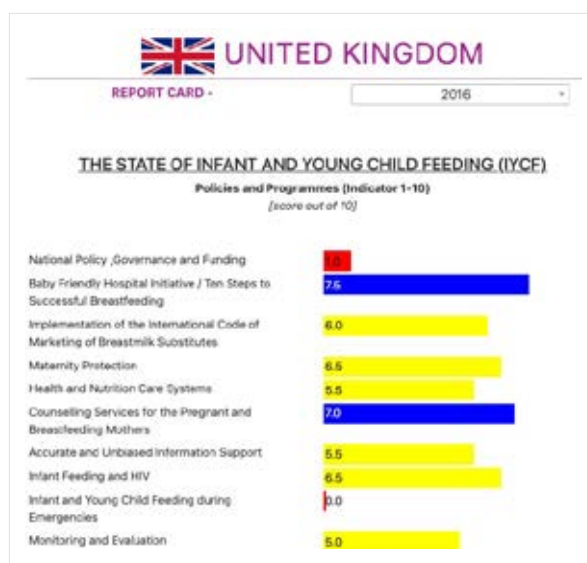 UNITED KINGDOM
REPORT CARD -
2016
THE STATE OF INFANT AND YOUNG CHILD FEEDING (IYCF)
Policies and Programmes (Indicator 1-10)
[score out of 10]
National Policy ,Governance and Funding
1.0
Baby Friendly Hospital Initiative / Ten Steps to
Successful Breastfeeding
7.5
Implementation of the International Code of
Marketing of Breastmilk Substitutes
6.0
Maternity Protection
6.5
Health and Nutrition Care Systems
5.5
Counselling Services for the Pregnant and
Breastfeeding Mothers
7.0
Accurate and Unbiased Information Support
5.5
Infant Feeding and HIV
6.5
Infant and Young Child Feeding during
Emergencies
0.0
Monitoring and Evaluation
5.0